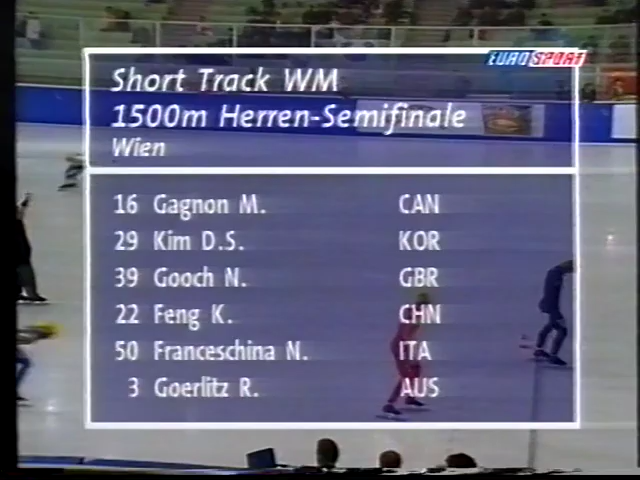 EUROSPORT
Short Track WM
1500m Herren-Semifinale
Wien
16 Gagnon M. CAN
29 Kim D.S. KOR
39 Gooch N. GBR
22 Feng K. CHN
50 Franceschina N. ITA
3 Goerlitz R. AUS